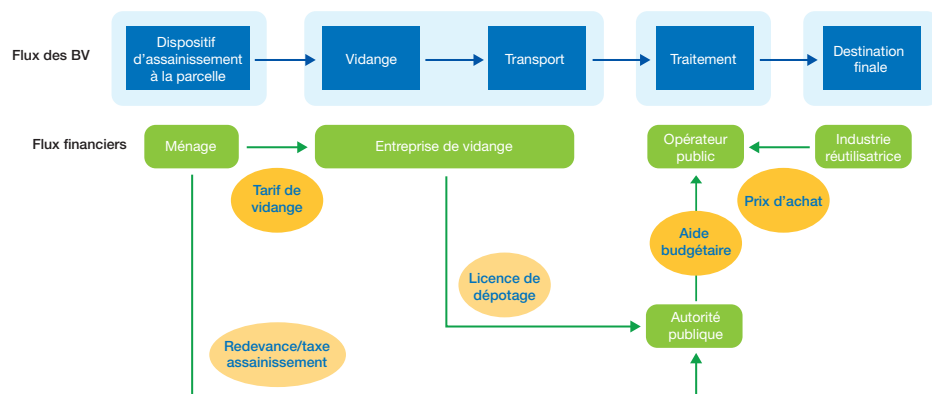 Flux des BV
Dispositif
d'assainissement
à la parcelle
Vidange
Transport
Traitement
Destination
finale
Flux financiers
Ménage
Entreprise de vidange
Opérateur
public
Industrie
réutilisatrice
Tarif de
vidange
Prix d'achat
Aide
budgétaire
Licence de
dépotage
Autorité
publique
Redevance/taxe
assainissement